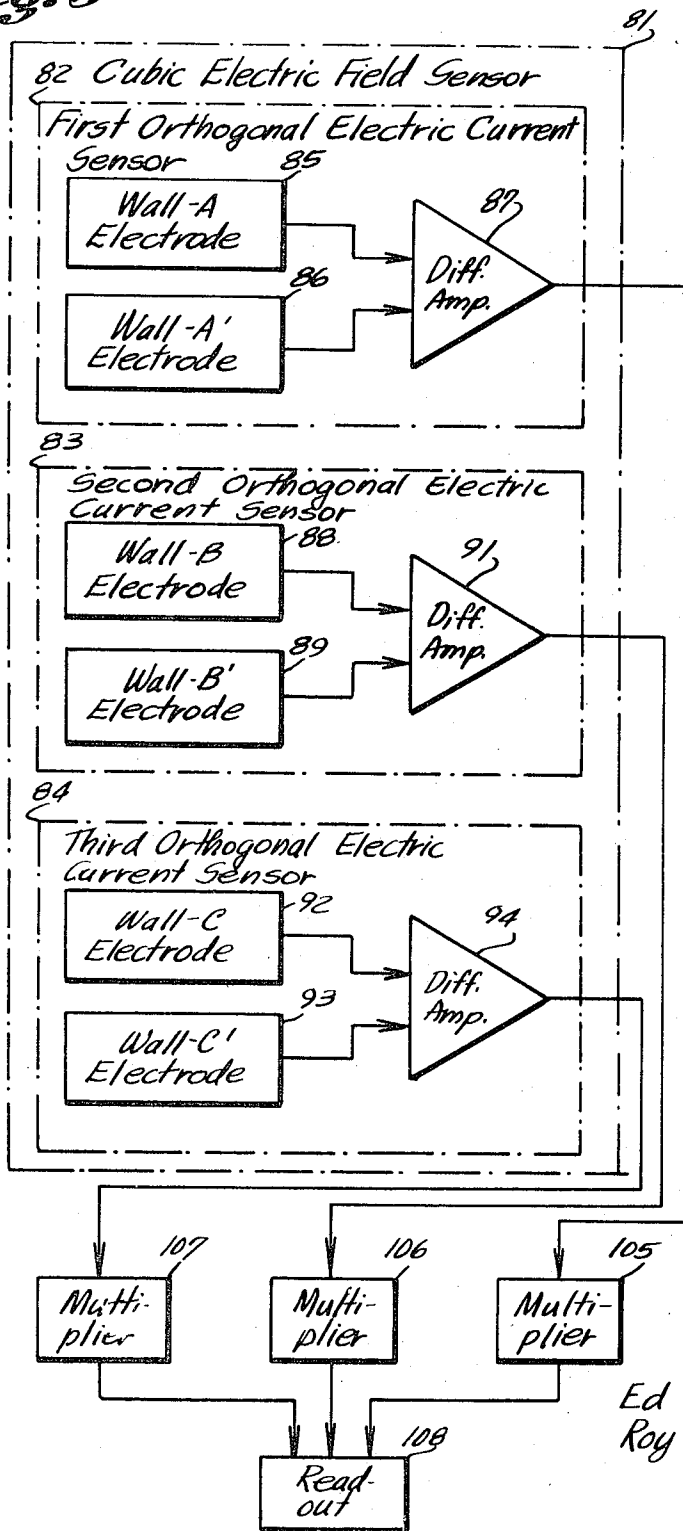 81
82 Cubic Electric Field Sensor
First Orthogonal Electric Current
Sensor
85
Wall-A
Electrode
86
Wall-A'
Electrode
87
Diff.
Amp.
83
Second Orthogonal Electric
Current Sensor
88
Wall-B
Electrode
89
Wall-B'
Electrode
91
Diff.
Amp.
84
Third Orthogonal Electric
Current Sensor
92
Wall-C
Electrode
93
Wall-C'
Electrode
94
Diff.
Amp.
107
Multi-
plier
106
Multi-
plier
105
Multi-
plier
108
Read-
out
Ed
Roy